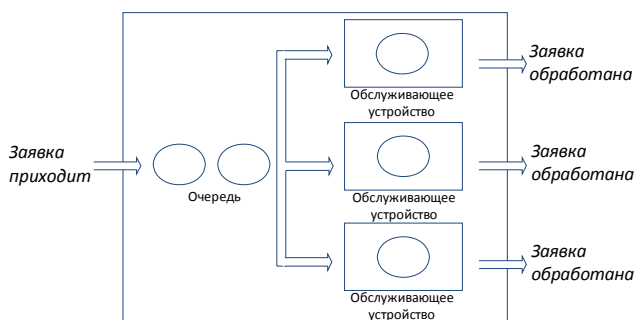 Заявка
приходит
Очередь
Обслуживающее
устройство
Заявка
обработана
Обслуживающее
устройство
Заявка
обработана
Обслуживающее
устройство
Заявка
обработана